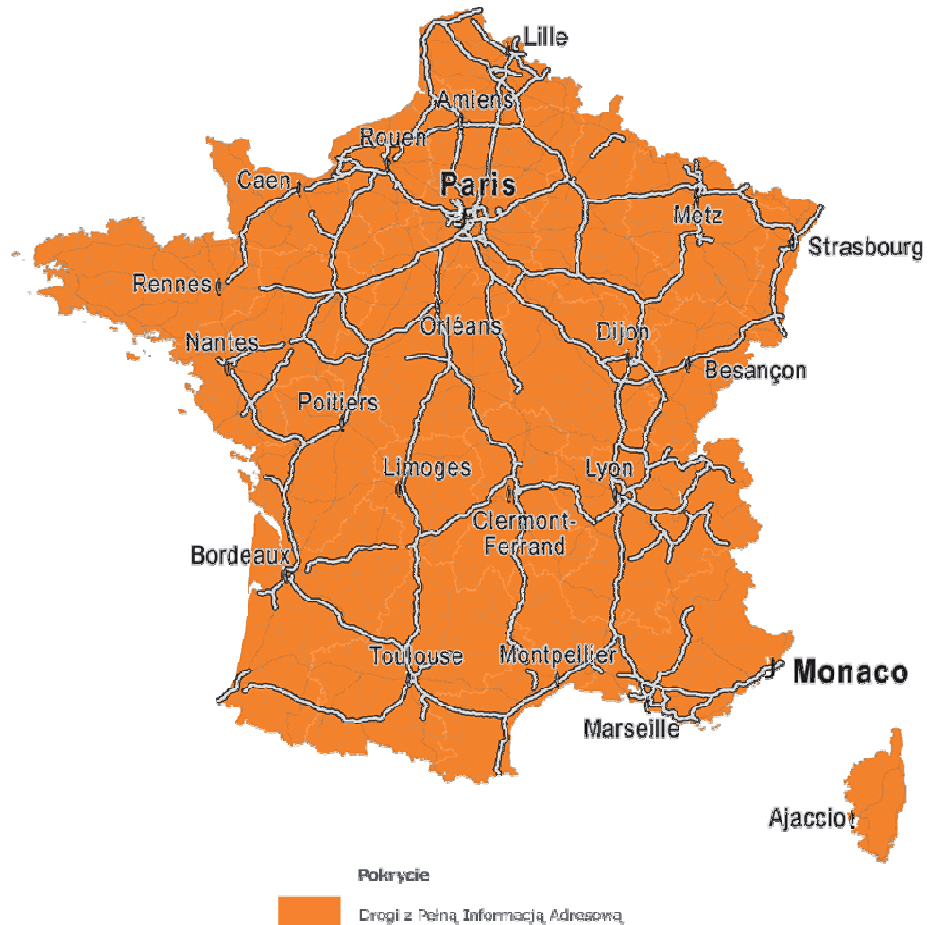 Lille
Amiens
Rouen
Caen
Paris
Metz
Strasbourg
Rennes
Orléans
Dijon
Nantes
Besançon
Poitiers
Limoges
Lyon
Clermont-
Ferrand
Bordeaux
Toulouse
Montpellier
Monaco
Marseille
Ajaccio
Pokrycie
Drogi z Pełną Informacją Adresową